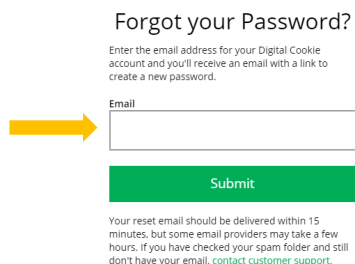 Forgot your Password?
Enter the email address for your Digital Cookie
account and you'll receive an email with a link to
create a new password.
Email
Submit
Your reset email should be delivered within 15
minutes, but some email providers may take a few
hours. If you have checked your spam folder and still
don't have your email, contact customer support.